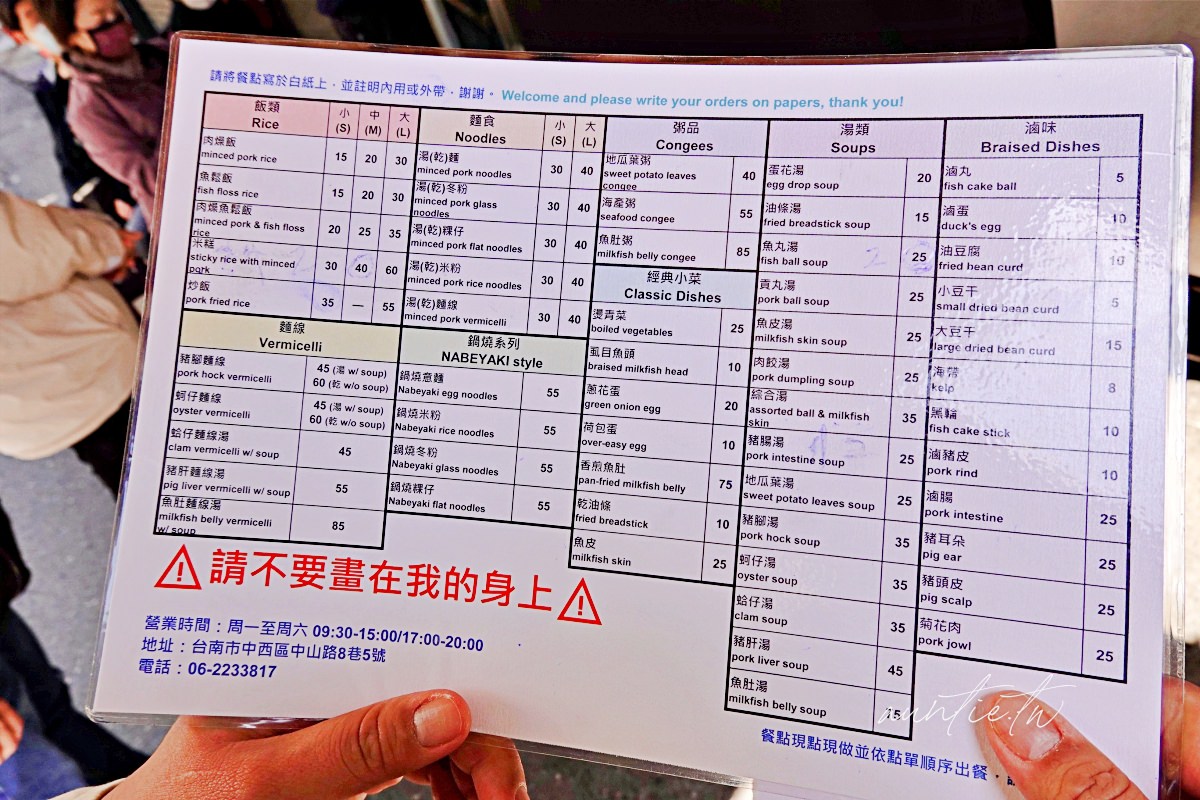 請將餐點寫於白紙上，並註明內用或外帶，謝謝。 Welcome and please write your orders on papers, thank you!
飯類 小 中 大
Rice (S) (M) (L)
肉燥飯
minced pork rice 15 20 30
魚鬆飯
fish floss rice 15 20 30
肉燥魚鬆飯
minced pork & fish floss
rice 20 25 35
米糕
sticky rice with minced
pork 30 40 60
炒飯
pork fried rice 35 — 55
麵線
Vermicelli
豬腳麵線 45 (湯 w/ soup)
pork hock vermicelli 60 (乾 w/o soup)
蚵仔麵線 45 (湯 w/ soup)
oyster vermicelli 60 (乾 w/o soup)
蛤仔麵線湯
clam vermicelli w/ soup 45
豬肝麵線湯
pig liver vermicelli w/ soup 55
魚肚麵線湯
milkfish belly vermicelli
w/ soup 85
麵食 小 大
Noodles (S) (L)
湯(乾)麵
minced pork noodles 30 40
湯(乾)冬粉
minced pork glass
noodles 30 40
湯(乾)粿仔
minced pork flat noodles 30 40
湯(乾)米粉
minced pork rice noodles 30 40
湯(乾)麵線
minced pork vermicelli 30 40
鍋燒系列
NABEYAKI style
鍋燒意麵
Nabeyaki egg noodles 55
鍋燒米粉
Nabeyaki rice noodles 55
鍋燒冬粉
Nabeyaki glass noodles 55
鍋燒粿仔
Nabeyaki flat noodles 55
粥品
Congees
地瓜葉粥
sweet potato leaves
congee 40
海產粥
seafood congee 55
魚肚粥
milkfish belly congee 85
經典小菜
Classic Dishes
燙青菜
boiled vegetables 25
虱目魚頭
braised milkfish head 10
蔥花蛋
green onion egg 20
荷包蛋
over-easy egg 10
香煎魚肚
pan-fried milkfish belly 75
乾油條
fried breadstick 10
魚皮
milkfish skin 25
湯類
Soups
蛋花湯
egg drop soup 20
油條湯
fried breadstick soup 15
魚丸湯
fish ball soup 25
貢丸湯
pork ball soup 25
魚皮湯
milkfish skin soup 25
肉餃湯
pork dumpling soup 25
綜合湯
assorted ball & milkfish
skin 35
豬腸湯
pork intestine soup 25
地瓜葉湯
sweet potato leaves soup 25
豬腳湯
pork hock soup 35
蚵仔湯
oyster soup 35
蛤仔湯
clam soup 35
豬肝湯
pork liver soup 45
魚肚湯
milkfish belly soup
滷味
Braised Dishes
滷丸
fish cake ball 5
滷蛋
duck's egg 10
油豆腐
fried bean curd 10
小豆干
small dried bean curd 5
大豆干
large dried bean curd 15
海帶
kelp 8
黑輪
fish cake stick 10
滷豬皮
pork rind 10
滷腸
pork intestine 25
豬耳朵
pig ear 25
豬頭皮
pig scalp 25
菊花肉
pork jowl 25
請不要畫在我的身上
營業時間：周一至周六 09:30-15:00/17:00-20:00
地址：台南市中西區中山路8巷5號
電話：06-2233817
餐點現點現做並依點單順序出餐，
auntie.tw